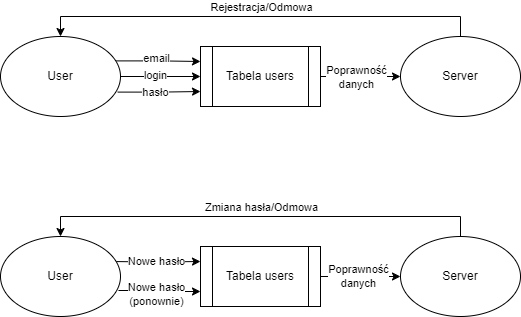 Rejestracja/Odmowa
User
email
login
hasło
Tabela users
Poprawność
danych
Server
Zmiana hasła/Odmowa
User
Nowe hasło
Nowe hasło
(ponownie)
Tabela users
Poprawność
danych
Server